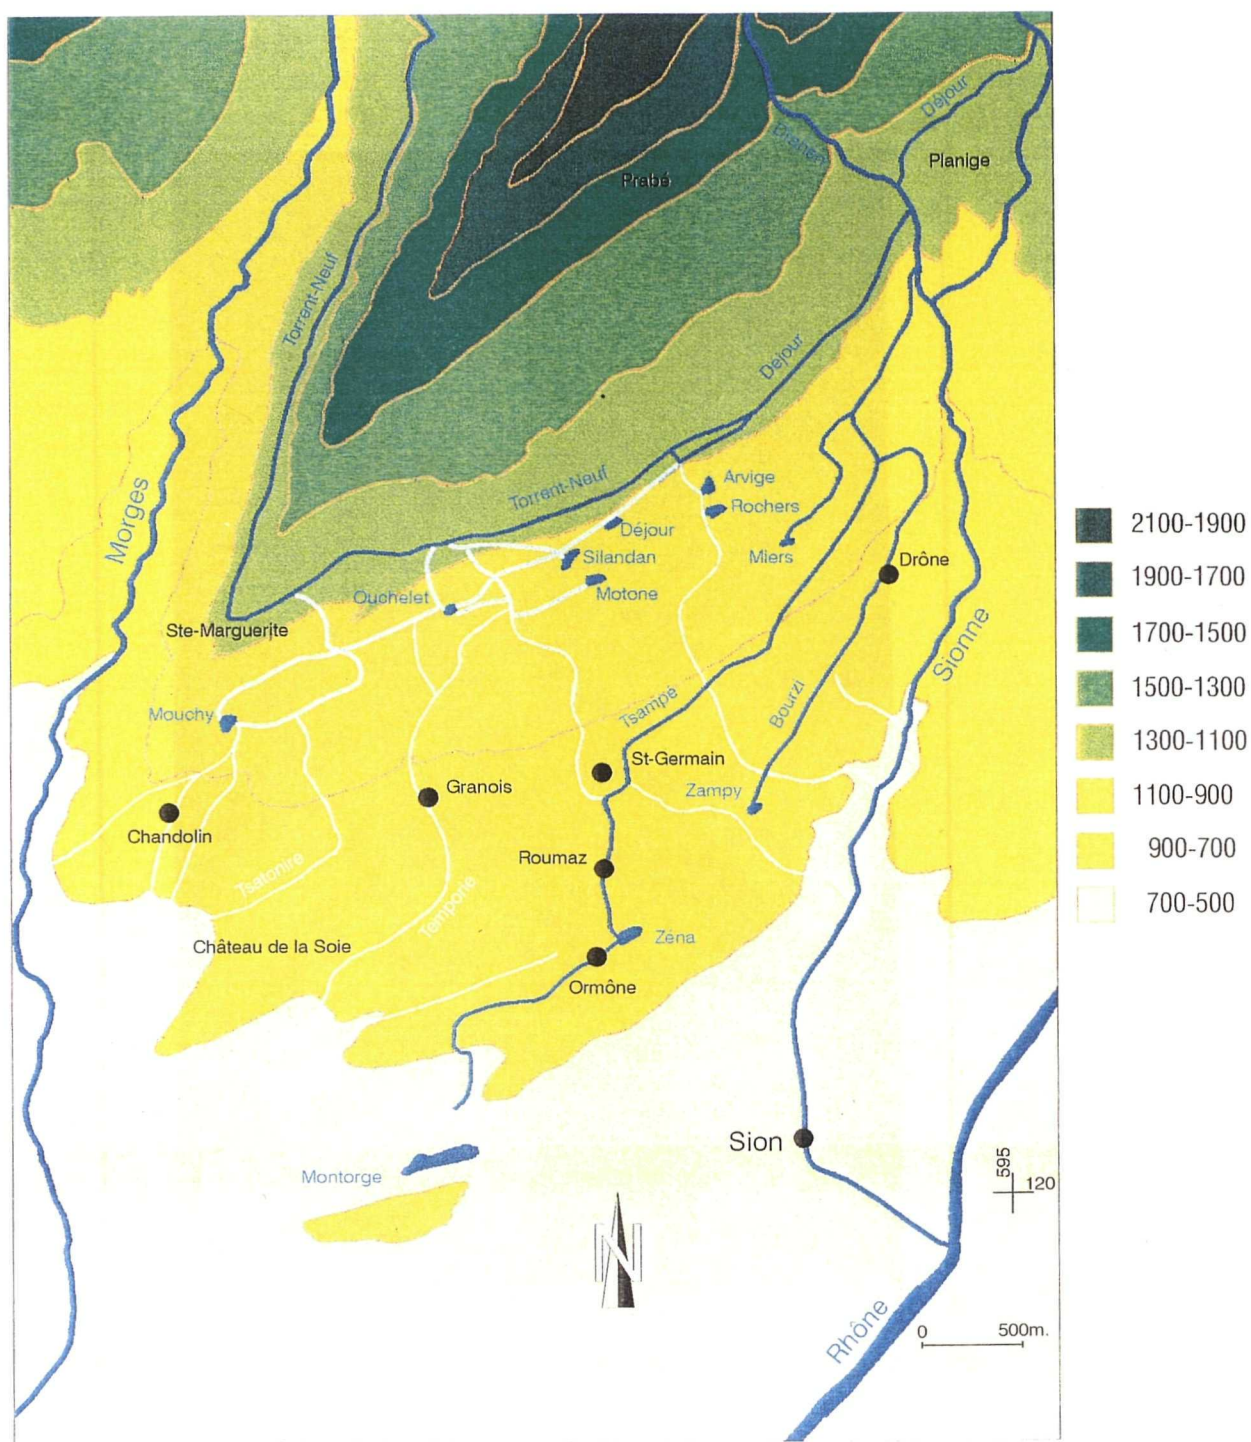 Déjour
Drahen
Planige
Prabé
Torrent-Neuf
Déjour
Morges
Torrent-Neuf
Arvige
Rochers
Déjour
Silandan
Miers
Drône
Ouchelet
Motone
Ste-Marguerite
Sionne
Mouchy
Tsampé
Bourzi
St-Germain
Granois
Zampy
Chandolin
Roumaz
Tsatonire
Temporie
Château de la Soie
Zéna
Ormône
Sion
Montorge
595
120
N
Rhône
0 500m.
2100-1900
1900-1700
1700-1500
1500-1300
1300-1100
1100-900
900-700
700-500